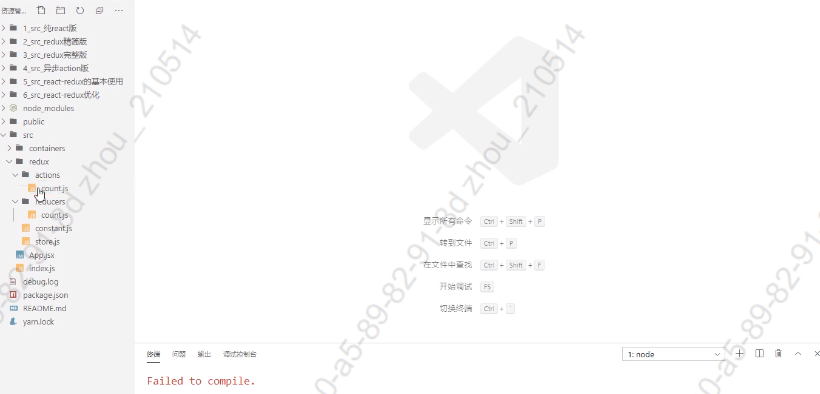 资源管...
1_src_纯react版
2_src_redux精简版
3_src_redux完整版
4_src_异步action版
5_src_react-redux的基本使用
6_src_react-redux优化
node_modules
public
src
containers
redux
actions
count.js
reducers
count.js
constant.js
store.js
App.jsx
index.js
debug.log
package.json
README.md
yarn.lock
显示所有命令 Ctrl + Shift + P
转到文件 Ctrl + P
在文件中查找 Ctrl + Shift + F
开始调试 F5
切换终端 Ctrl + `
终端 问题 输出 调试控制台
1: node
Failed to compile.
0-a5-89-82-91-8d zhou_210514
0-a5-89-82-91-8d zhou_210514
0-a5-89-82-91